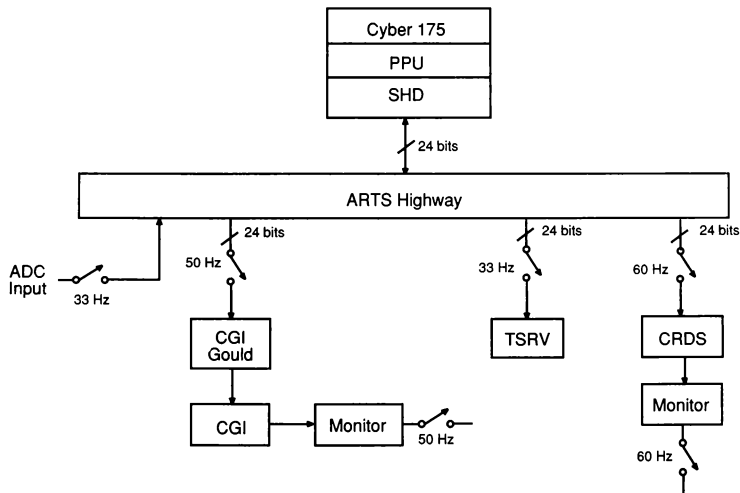 Cyber 175
PPU
SHD
24 bits
ARTS Highway
24 bits
24 bits
24 bits
50 Hz
33 Hz
60 Hz
ADC
Input
33 Hz
CGI
Gould
TSRV
CRDS
CGI
Monitor
50 Hz
Monitor
60 Hz